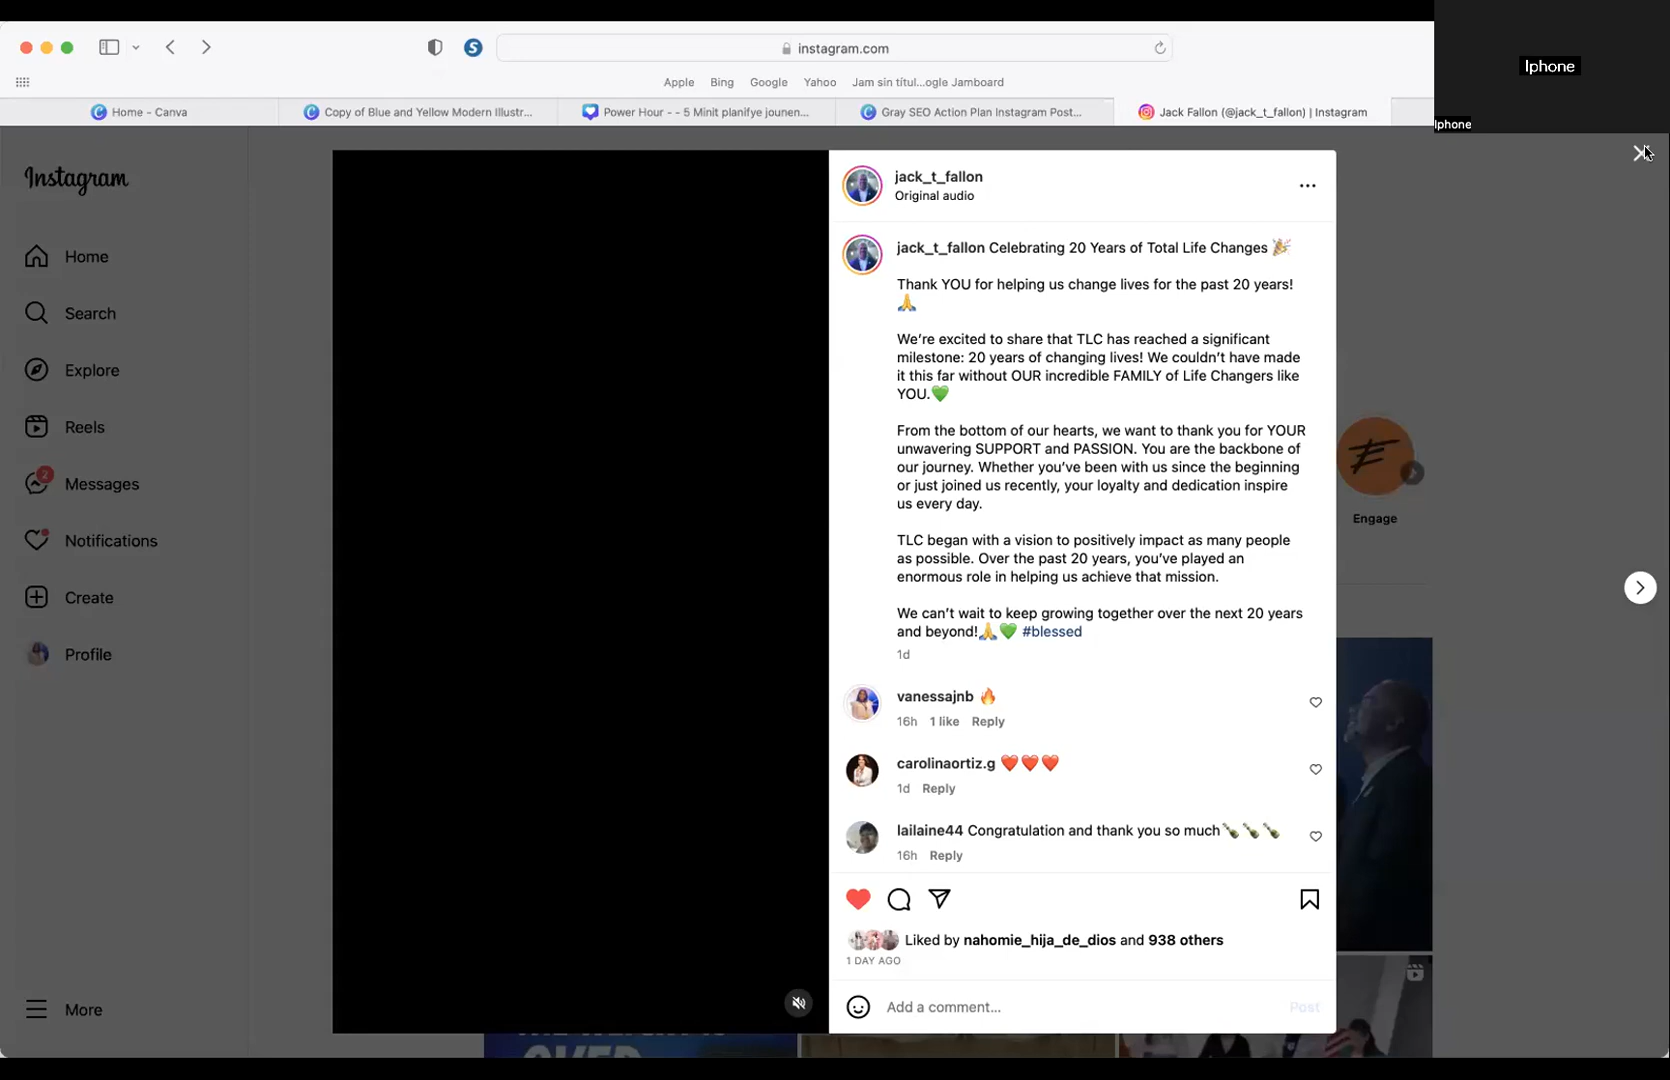 Iphone
Iphone
instagram.com
Apple
Bing
Google
Yahoo
Jam sin títul...ogle Jamboard
Home - Canva
Copy of Blue and Yellow Modern Illustr...
Power Hour - - 5 Minit planifye jounen...
Gray SEO Action Plan Instagram Post...
Jack Fallon (@jack_t_fallon) | Instagram
Instagram
Home
Search
Explore
Reels
2
Messages
Notifications
Create
Profile
More
jack_t_fallon
Original audio
jack_t_fallon Celebrating 20 Years of Total Life Changes 🎉
Thank YOU for helping us change lives for the past 20 years!
🙏
We're excited to share that TLC has reached a significant
milestone: 20 years of changing lives! We couldn't have made
it this far without OUR incredible FAMILY of Life Changers like
YOU.💚
From the bottom of our hearts, we want to thank you for YOUR
unwavering SUPPORT and PASSION. You are the backbone of
our journey. Whether you've been with us since the beginning
or just joined us recently, your loyalty and dedication inspire
us every day.
TLC began with a vision to positively impact as many people
as possible. Over the past 20 years, you've played an
enormous role in helping us achieve that mission.
We can't wait to keep growing together over the next 20 years
and beyond!🙏💚 #blessed
1d
vanessajnb 🔥
16h 1 like Reply
carolinaortiz.g ❤️❤️❤️
1d Reply
lailaine44 Congratulation and thank you so much🍾🍾🍾
16h Reply
Liked by nahomie_hija_de_dios and 938 others
1 DAY AGO
Add a comment...
Post
Engage
OVER